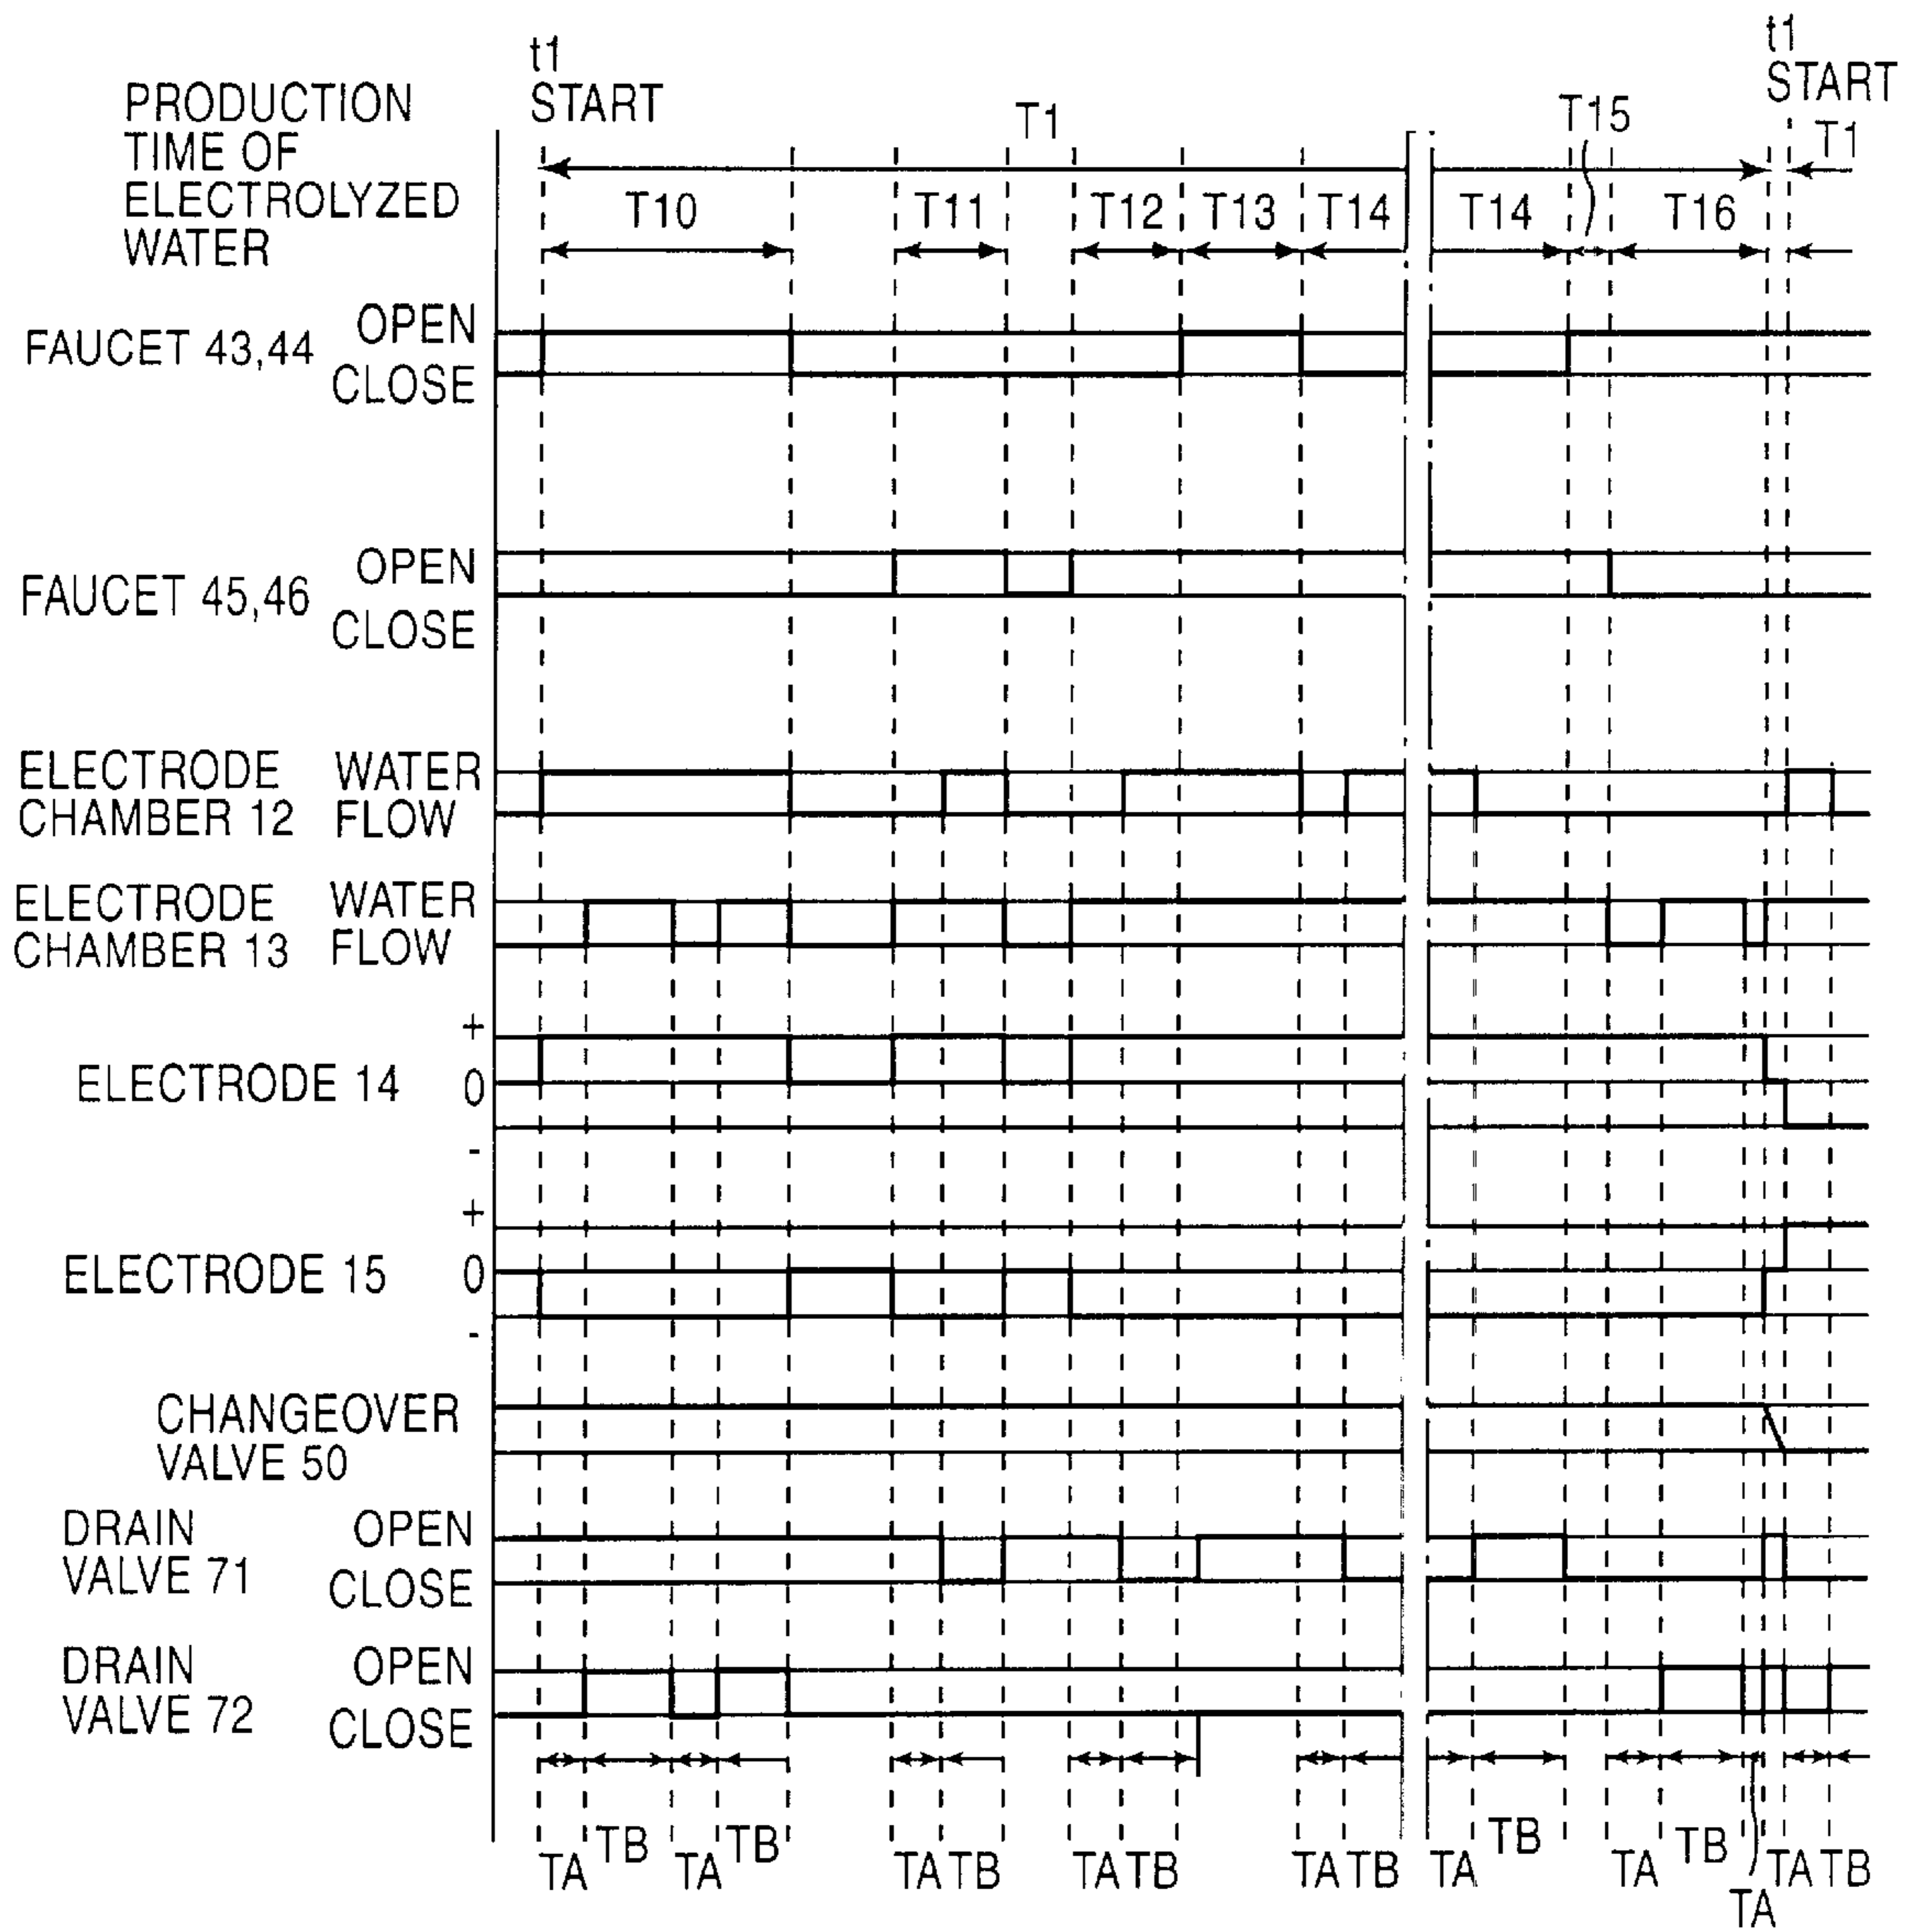 t1
START
t1
START
PRODUCTION
TIME OF
ELECTROLYZED
WATER
T1
T15
T1
T10
T11
T12
T13
T14
T14
T16
FAUCET 43,44
OPEN
CLOSE
FAUCET 45,46
OPEN
CLOSE
ELECTRODE
CHAMBER 12
WATER
FLOW
ELECTRODE
CHAMBER 13
WATER
FLOW
ELECTRODE 14
+
0
-
ELECTRODE 15
+
0
-
CHANGEOVER
VALVE 50
DRAIN
VALVE 71
OPEN
CLOSE
DRAIN
VALVE 72
OPEN
CLOSE
TA
TB
TA
TB
TA
TB
TA
TB
TA
TB
TA
TB
TA
TB
TA
TA
TB